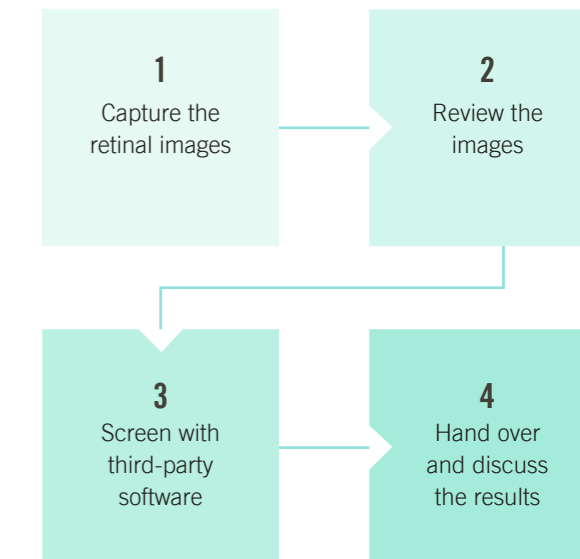 1
Capture the
retinal images
2
Review the
images
3
Screen with
third-party
software
4
Hand over
and discuss
the results